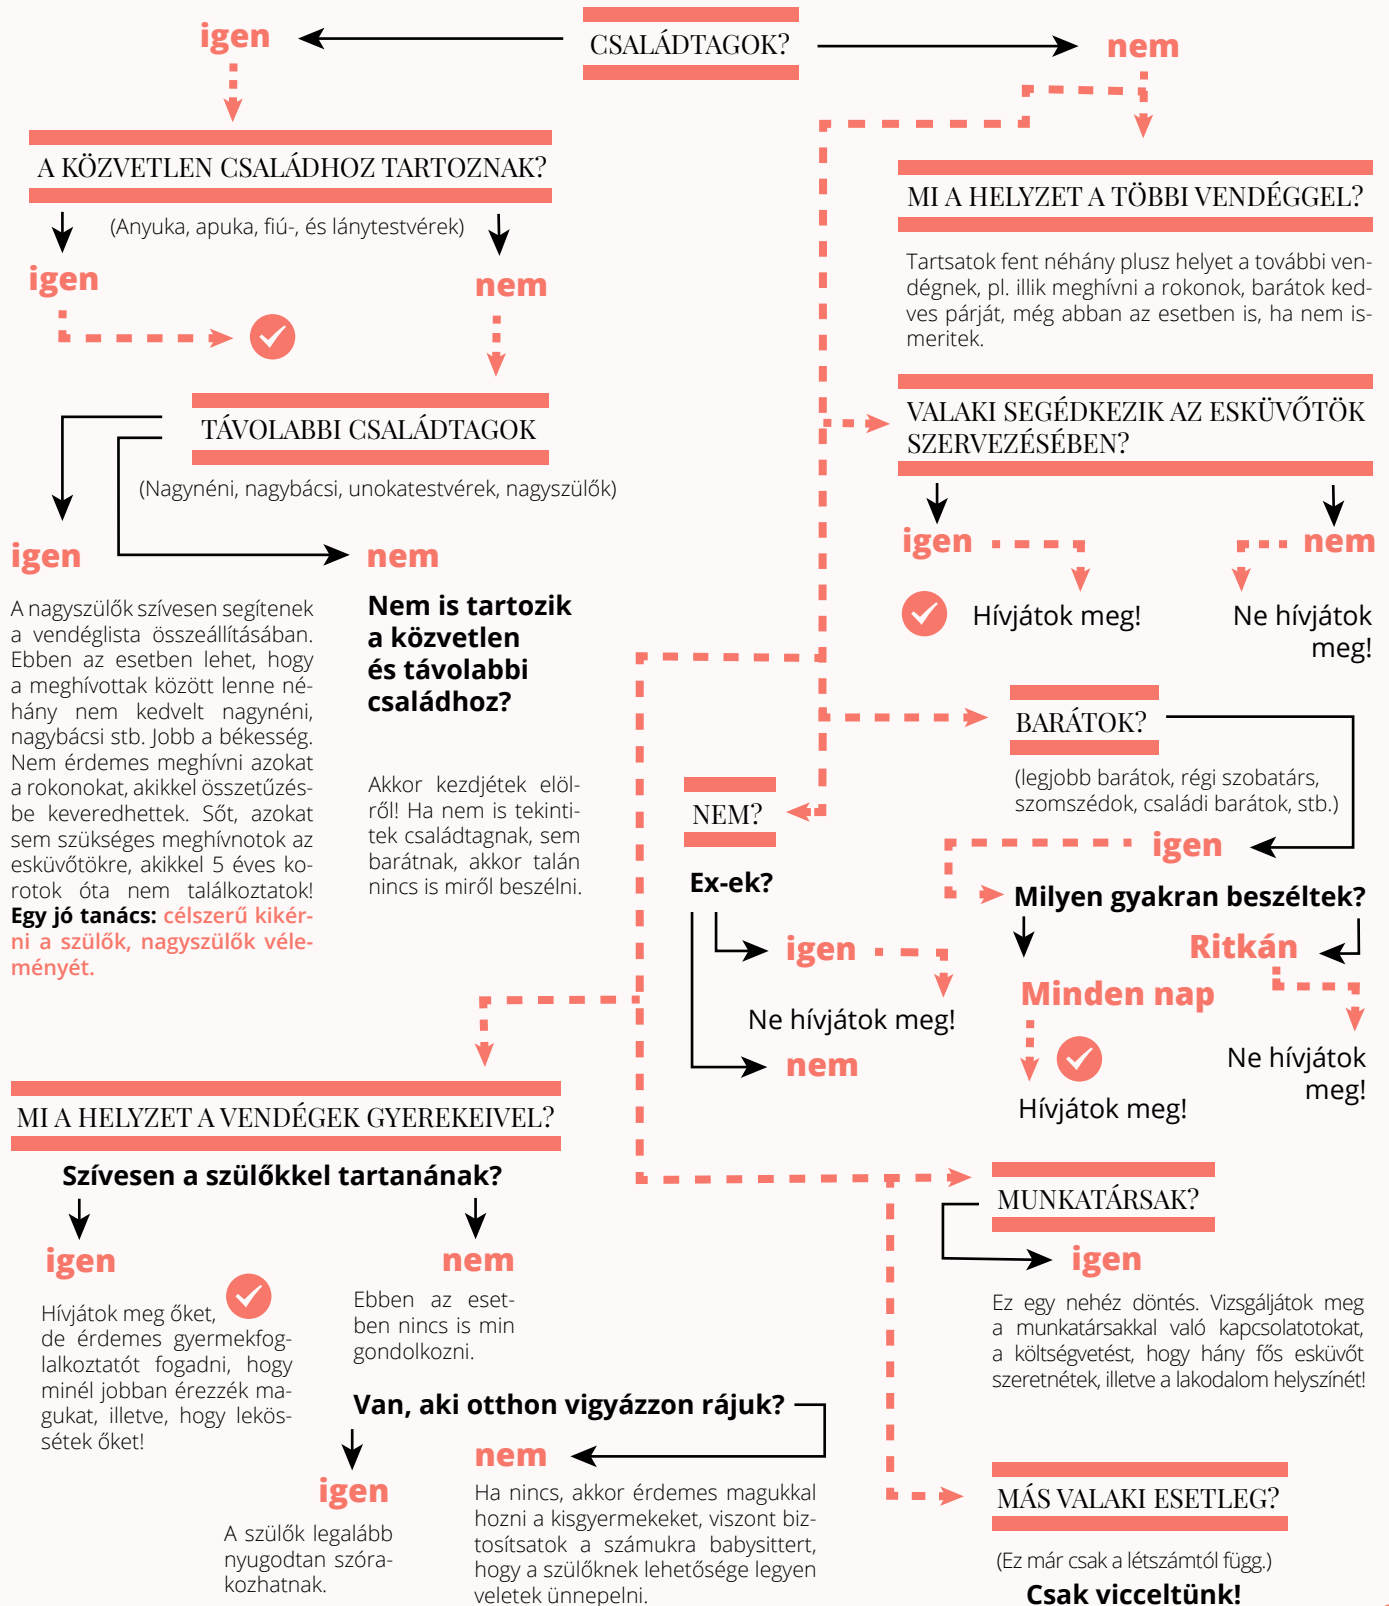 CSALÁDTAGOK?
igen
nem
A KÖZVETLEN CSALÁDHOZ TARTOZNAK?
(Anyuka, apuka, fiú-, és lánytestvérek)
igen
nem
TÁVOLABBI CSALÁDTAGOK
(Nagynéni, nagybácsi, unokatestvérek, nagyszülők)
igen
A nagyszülők szívesen segítenek
a vendéglista összeállításában.
Ebben az esetben lehet, hogy
a meghívottak között lenne né-
hány nem kedvelt nagynéni,
nagybácsi stb. Jobb a békesség.
Nem érdemes meghívni azokat
a rokonokat, akikkel összetűzés-
be keveredhettek. Sőt, azokat
sem szükséges meghívnotok az
esküvőtökre, akikkel 5 éves ko-
rotok óta nem találkoztatok!
Egy jó tanács: célszerű kikér-
ni a szülők, nagyszülők véle-
ményét.
nem
Nem is tartozik
a közvetlen
és távolabbi
családhoz?
Akkor kezdjétek elöl-
ről! Ha nem is tekinti-
tek családtagnak, sem
barátnak, akkor talán
nincs is miről beszélni.
MI A HELYZET A TÖBBI VENDÉGGEL?
Tartsatok fent néhány plusz helyet a további ven-
dégnek, pl. illik meghívni a rokonok, barátok ked-
ves párját, még abban az esetben is, ha nem is-
meritek.
VALAKI SEGÉDKEZIK AZ ESKÜVŐTÖK
SZERVEZÉSÉBEN?
igen
Hívjátok meg!
nem
Ne hívjátok
meg!
BARÁTOK?
(legjobb barátok, régi szobatárs,
szomszédok, családi barátok, stb.)
igen
Milyen gyakran beszéltek?
Ritkán
Ne hívjátok
meg!
Minden nap
Hívjátok meg!
NEM?
Ex-ek?
igen
Ne hívjátok meg!
nem
MI A HELYZET A VENDÉGEK GYEREKEIVEL?
Szívesen a szülőkkel tartanának?
igen
Hívjátok meg őket,
de érdemes gyermekfog-
lalkoztatót fogadni, hogy
minél jobban érezzék ma-
gukat, illetve, hogy lekös-
sétek őket!
nem
Ebben az eset-
ben nincs is min
gondolkozni.
Van, aki otthon vigyázzon rájuk?
igen
A szülők legalább
nyugodtan szóra-
kozhatnak.
nem
Ha nincs, akkor érdemes magukkal
hozni a kisgyermekeket, viszont biz-
tosítsatok a számukra babysittert,
hogy a szülőknek lehetősége legyen
veletek ünnepelni.
MUNKATÁRSAK?
igen
Ez egy nehéz döntés. Vizsgáljátok meg
a munkatársakkal való kapcsolatotokat,
a költségvetést, hogy hány fős esküvőt
szeretnétek, illetve a lakodalom helyszínét!
MÁS VALAKI ESETLEG?
(Ez már csak a létszámtól függ.)
Csak vicceltünk!